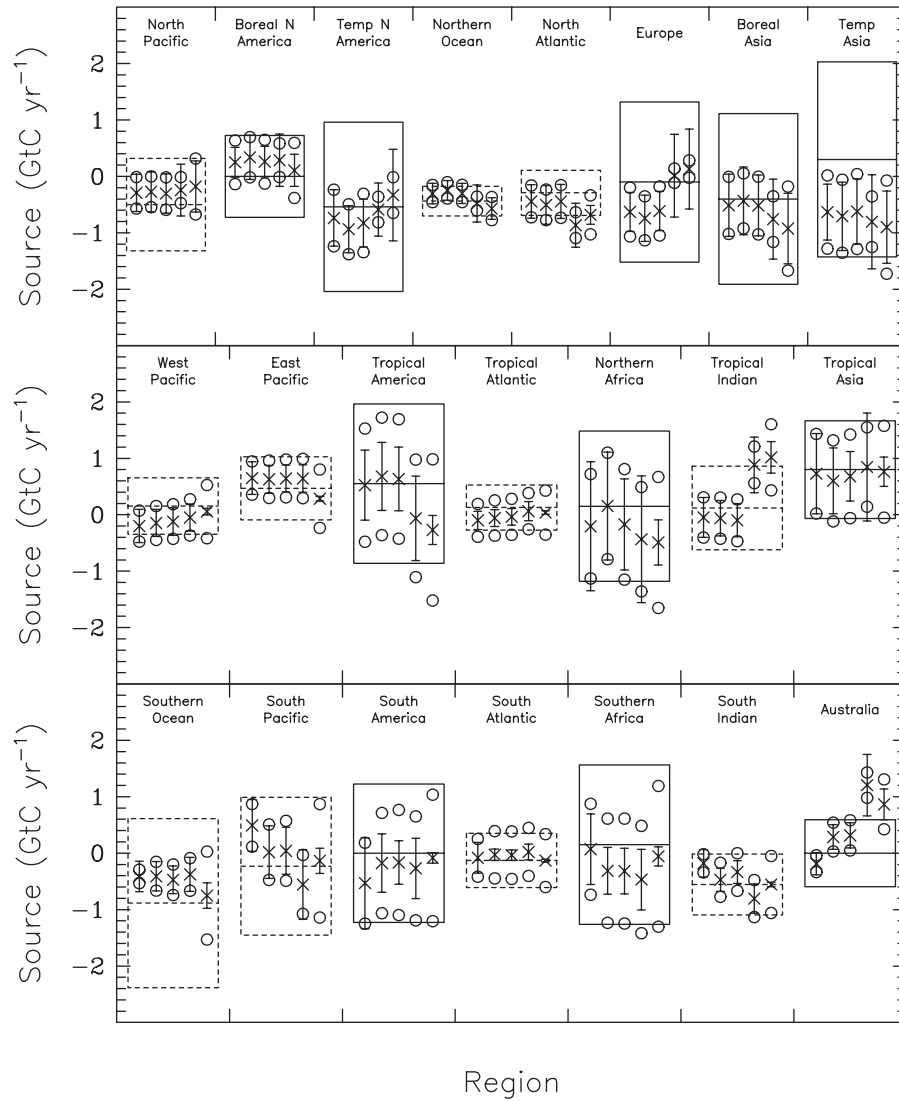 North Pacific
Boreal N America
Temp N America
Northern Ocean
North Atlantic
Europe
Boreal Asia
Temp Asia
Source (GtC yr⁻¹)
2
1
0
−1
−2
West Pacific
East Pacific
Tropical America
Tropical Atlantic
Northern Africa
Tropical Indian
Tropical Asia
Source (GtC yr⁻¹)
2
1
0
−1
−2
Southern Ocean
South Pacific
South America
South Atlantic
Southern Africa
South Indian
Australia
Source (GtC yr⁻¹)
2
1
0
−1
−2
Region